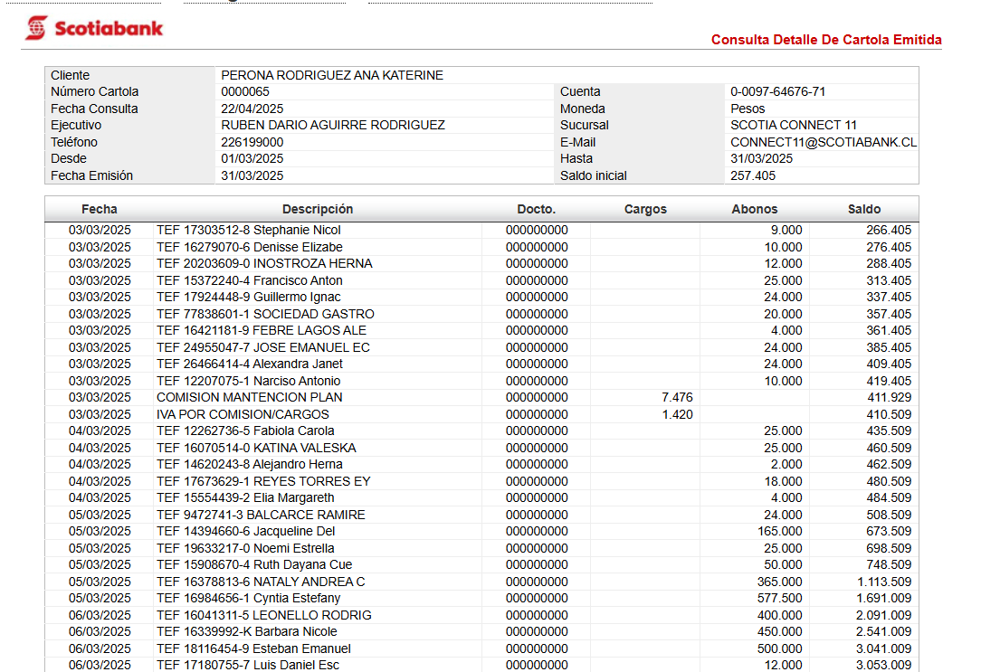 Scotiabank
Consulta Detalle De Cartola Emitida
Cliente PERONA RODRIGUEZ ANA KATERINE
Número Cartola 0000065 Cuenta 0-0097-64676-71
Fecha Consulta 22/04/2025 Moneda Pesos
Ejecutivo RUBEN DARIO AGUIRRE RODRIGUEZ Sucursal SCOTIA CONNECT 11
Teléfono 226199000 E-Mail CONNECT11@SCOTIABANK.CL
Desde 01/03/2025 Hasta 31/03/2025
Fecha Emisión 31/03/2025 Saldo inicial 257.405
Fecha Descripción Docto. Cargos Abonos Saldo
03/03/2025 TEF 17303512-8 Stephanie Nicol 000000000 9.000 266.405
03/03/2025 TEF 16279070-6 Denisse Elizabe 000000000 10.000 276.405
03/03/2025 TEF 20203609-0 INOSTROZA HERNA 000000000 12.000 288.405
03/03/2025 TEF 15372240-4 Francisco Anton 000000000 25.000 313.405
03/03/2025 TEF 17924448-9 Guillermo Ignac 000000000 24.000 337.405
03/03/2025 TEF 77838601-1 SOCIEDAD GASTRO 000000000 20.000 357.405
03/03/2025 TEF 16421181-9 FEBRE LAGOS ALE 000000000 4.000 361.405
03/03/2025 TEF 24955047-7 JOSE EMANUEL EC 000000000 24.000 385.405
03/03/2025 TEF 26466414-4 Alexandra Janet 000000000 24.000 409.405
03/03/2025 TEF 12207075-1 Narciso Antonio 000000000 10.000 419.405
03/03/2025 COMISION MANTENCION PLAN 000000000 7.476 411.929
03/03/2025 IVA POR COMISION/CARGOS 000000000 1.420 410.509
04/03/2025 TEF 12262736-5 Fabiola Carola 000000000 25.000 435.509
04/03/2025 TEF 16070514-0 KATINA VALESKA 000000000 25.000 460.509
04/03/2025 TEF 14620243-8 Alejandro Herna 000000000 2.000 462.509
04/03/2025 TEF 17673629-1 REYES TORRES EY 000000000 18.000 480.509
04/03/2025 TEF 15554439-2 Elia Margareth 000000000 4.000 484.509
05/03/2025 TEF 9472741-3 BALCARCE RAMIRE 000000000 24.000 508.509
05/03/2025 TEF 14394660-6 Jacqueline Del 000000000 165.000 673.509
05/03/2025 TEF 19633217-0 Noemi Estrella 000000000 25.000 698.509
05/03/2025 TEF 15908670-4 Ruth Dayana Cue 000000000 50.000 748.509
05/03/2025 TEF 16378813-6 NATALY ANDREA C 000000000 365.000 1.113.509
05/03/2025 TEF 16984656-1 Cyntia Estefany 000000000 577.500 1.691.009
06/03/2025 TEF 16041311-5 LEONELLO RODRIG 000000000 400.000 2.091.009
06/03/2025 TEF 16339992-K Barbara Nicole 000000000 450.000 2.541.009
06/03/2025 TEF 18116454-9 Esteban Emanuel 000000000 500.000 3.041.009
06/03/2025 TEF 17180755-7 Luis Daniel Esc 000000000 12.000 3.053.009